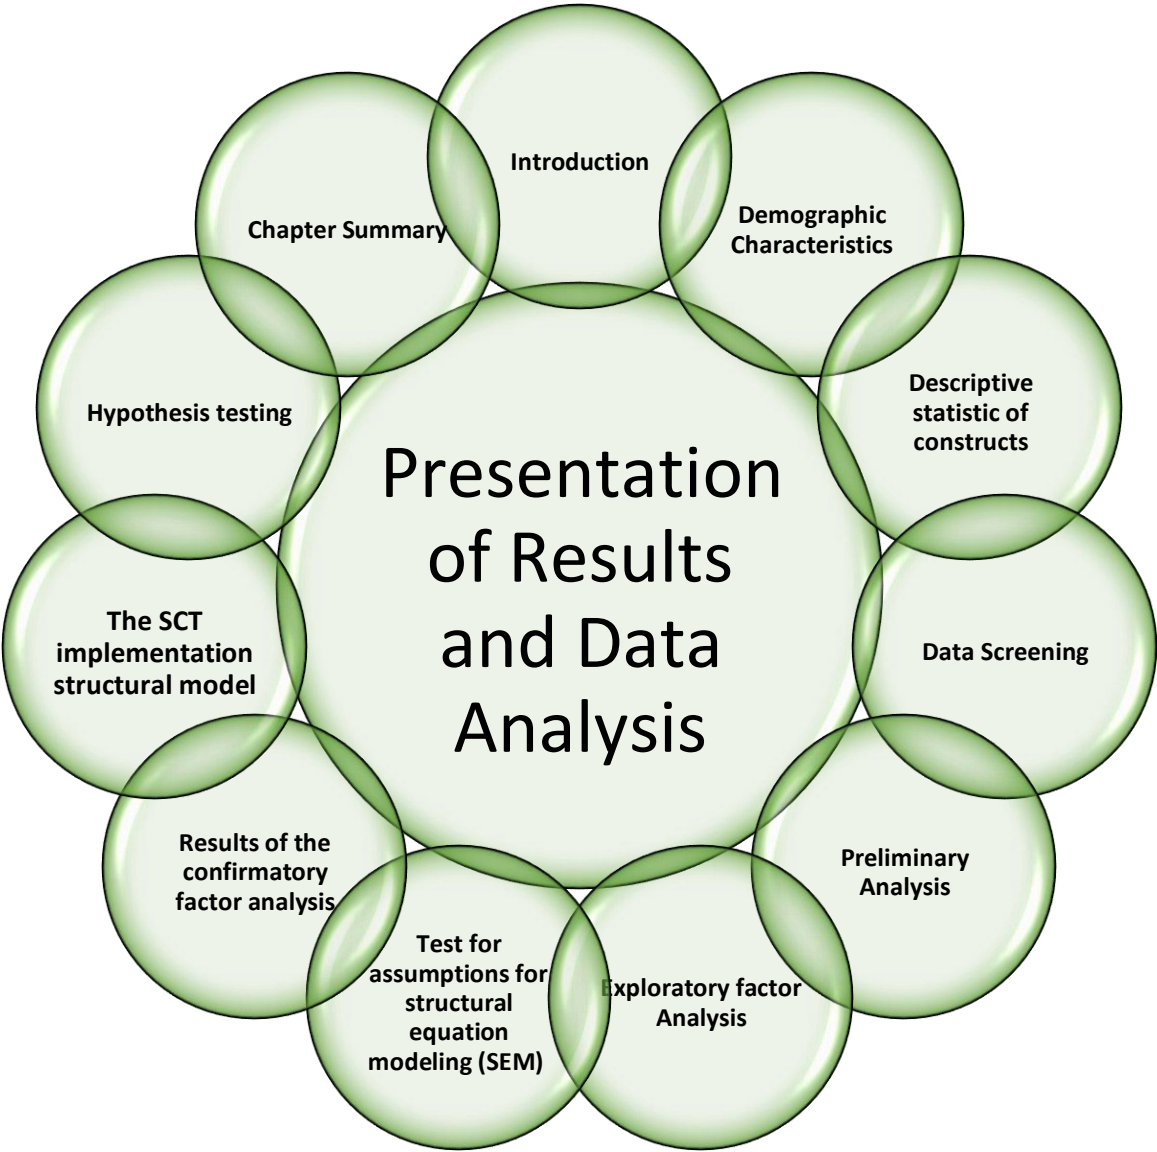 Introduction
Demographic
Characteristics
Descriptive
statistic of
constructs
Data Screening
Preliminary
Analysis
Exploratory factor
Analysis
Test for
assumptions for
structural
equation
modeling (SEM)
Results of the
confirmatory
factor analysis
The SCT
implementation
structural model
Hypothesis testing
Chapter Summary
Presentation
of Results
and Data
Analysis